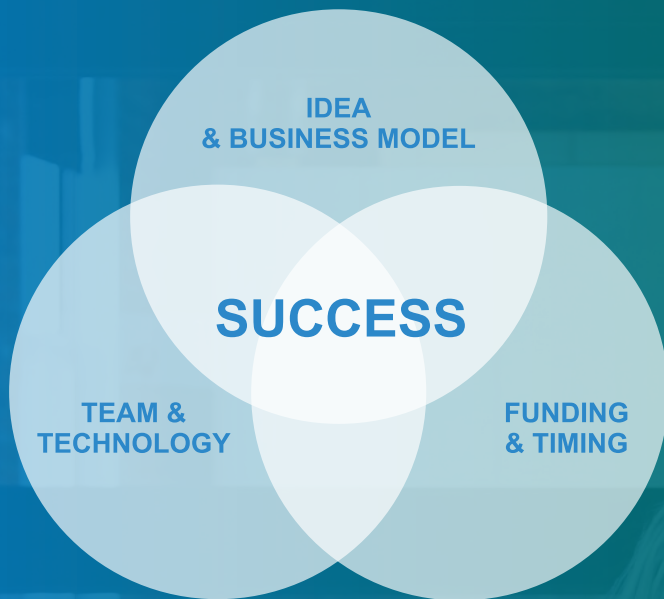 IDEA
& BUSINESS MODEL
SUCCESS
TEAM &
TECHNOLOGY
FUNDING
& TIMING